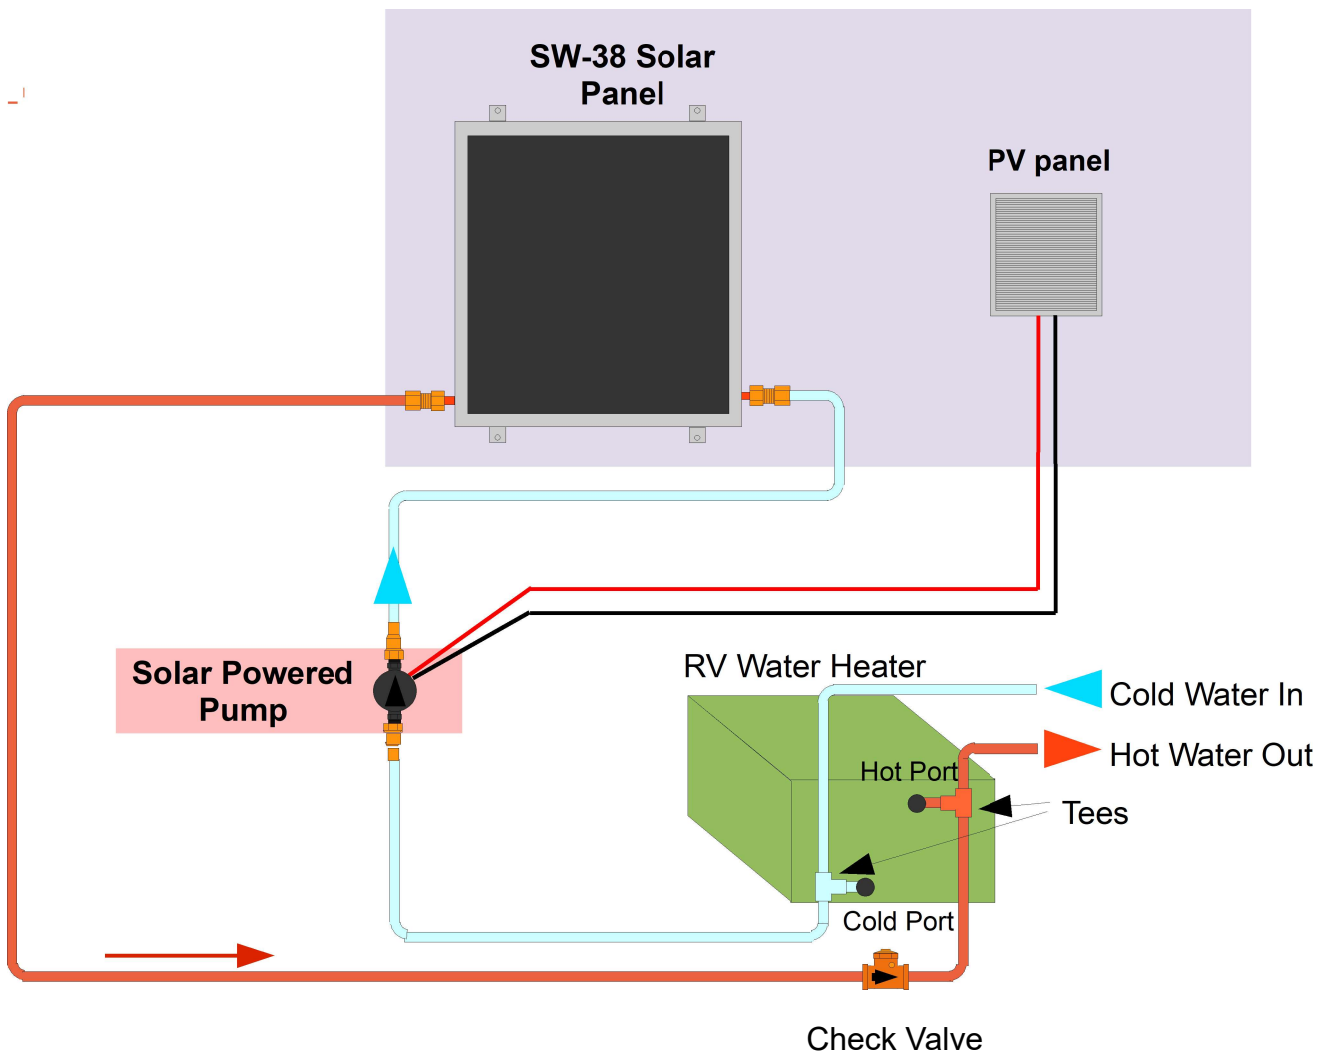 SW-38 Solar
Panel
PV panel
Solar Powered
Pump
RV Water Heater
Cold Water In
Hot Water Out
Hot Port
Tees
Cold Port
Check Valve